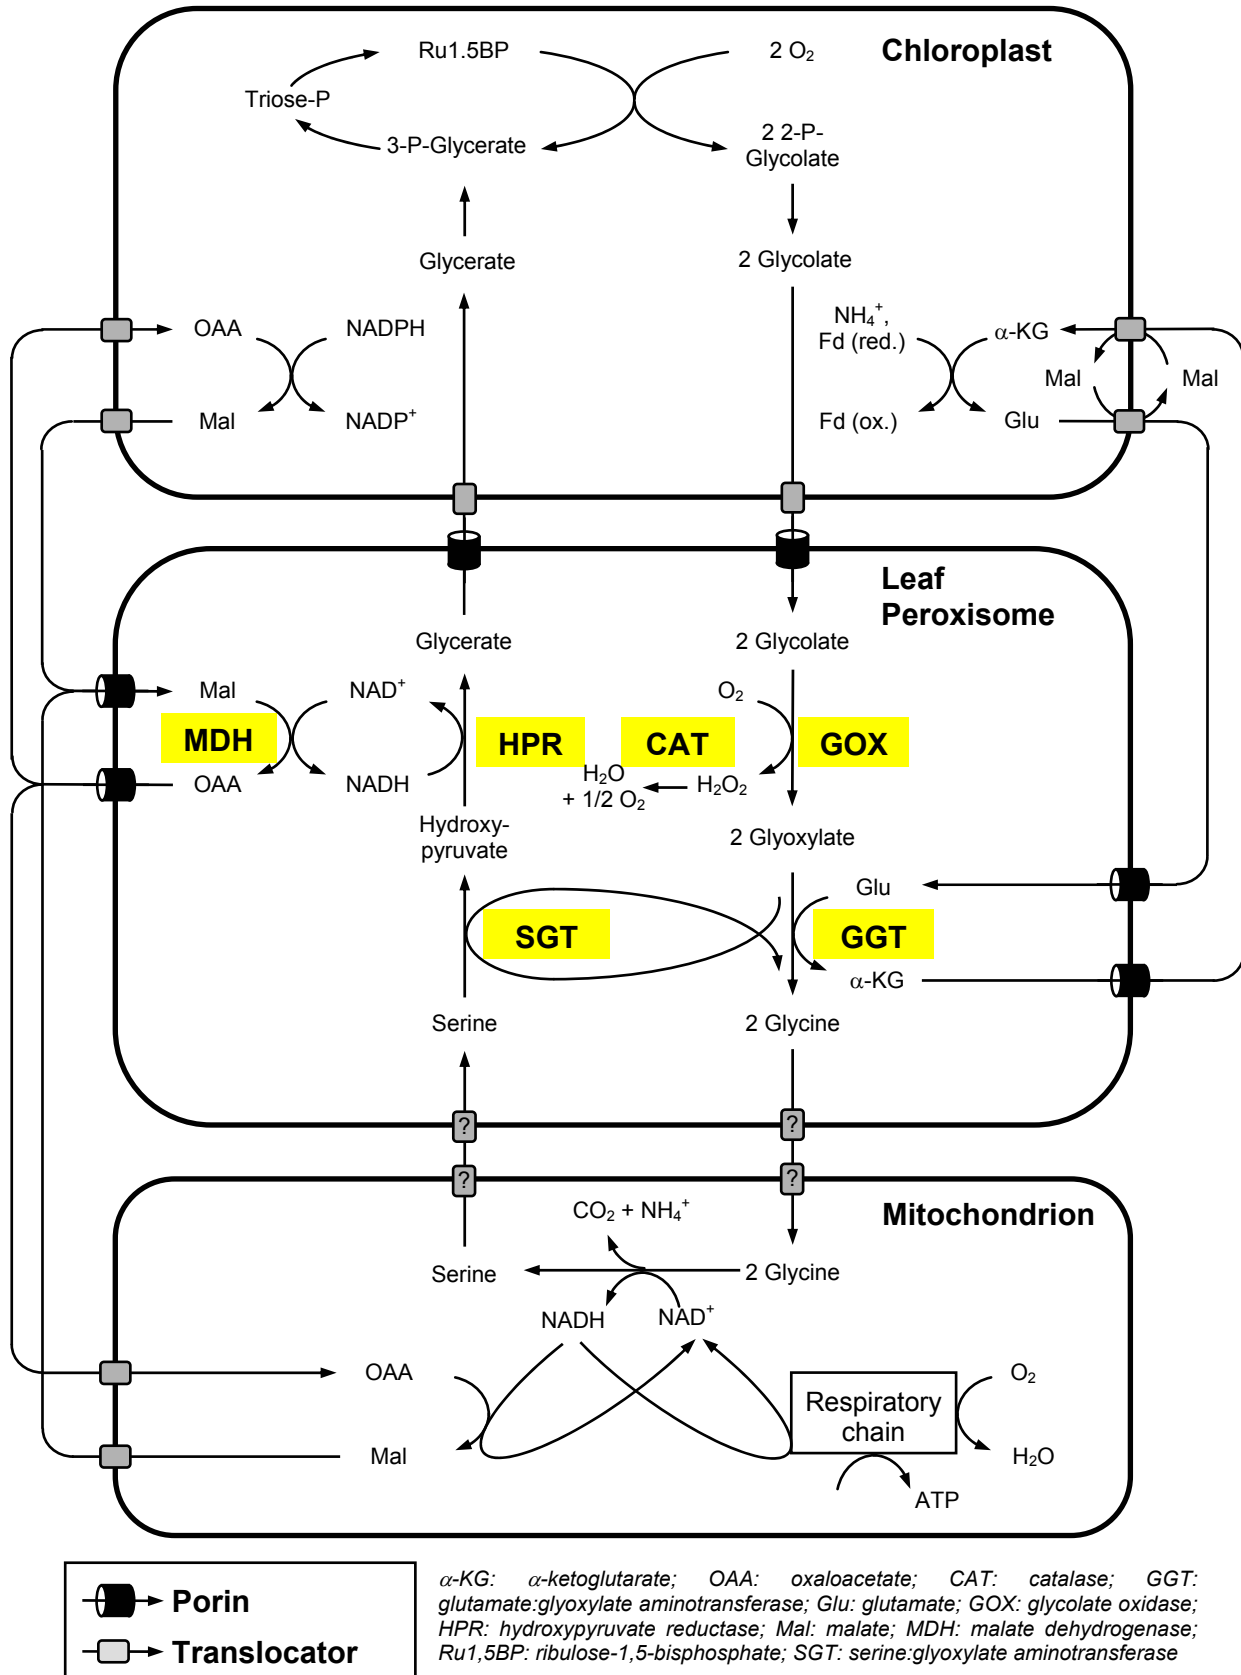 Chloroplast
Ru1.5BP
2 O₂
Triose-P
3-P-Glycerate
2 2-P-
Glycolate
Glycerate
2 Glycolate
OAA
NADPH
NH₄⁺,
Fd (red.)
α-KG
Mal
Mal
Mal
NADP⁺
Fd (ox.)
Glu
Leaf
Peroxisome
Glycerate
2 Glycolate
Mal
NAD⁺
O₂
MDH
HPR
CAT
GOX
OAA
NADH
H₂O
+ 1/2 O₂
H₂O₂
Hydroxy-
pyruvate
2 Glyoxylate
Glu
SGT
GGT
α-KG
Serine
2 Glycine
?
?
?
?
CO₂ + NH₄⁺
Mitochondrion
Serine
2 Glycine
NADH
NAD⁺
OAA
Respiratory
chain
O₂
Mal
H₂O
ATP
Porin
Translocator
α-KG: α-ketoglutarate; OAA: oxaloacetate; CAT: catalase; GGT:
glutamate:glyoxylate aminotransferase; Glu: glutamate; GOX: glycolate oxidase;
HPR: hydroxypyruvate reductase; Mal: malate; MDH: malate dehydrogenase;
Ru1,5BP: ribulose-1,5-bisphosphate; SGT: serine:glyoxylate aminotransferase